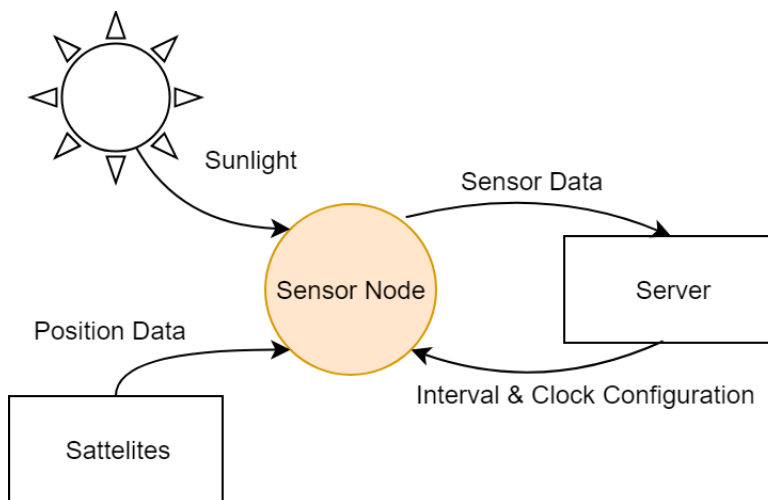 Sunlight
Sensor Data
Sensor Node
Server
Position Data
Interval & Clock Configuration
Sattelites